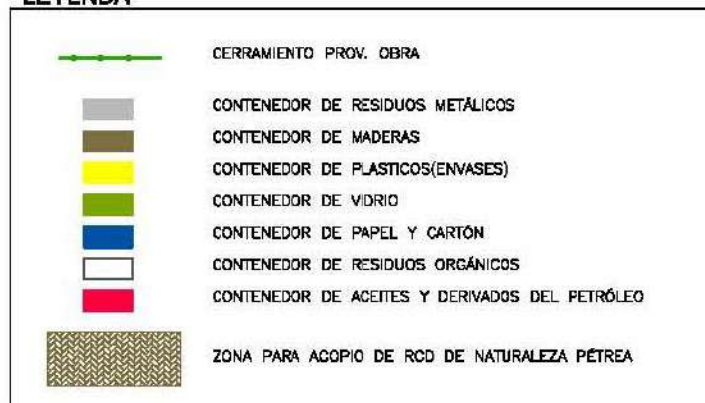 LEYENDA
CERRAMIENTO PROV. OBRA
CONTENEDOR DE RESIDUOS METÁLICOS
CONTENEDOR DE MADERAS
CONTENEDOR DE PLASTICOS(ENVASES)
CONTENEDOR DE VIDRIO
CONTENEDOR DE PAPEL Y CARTÓN
CONTENEDOR DE RESIDUOS ORGÁNICOS
CONTENEDOR DE ACEITES Y DERIVADOS DEL PETRÓLEO
ZONA PARA ACOPIO DE RCD DE NATURALEZA PÉTREA